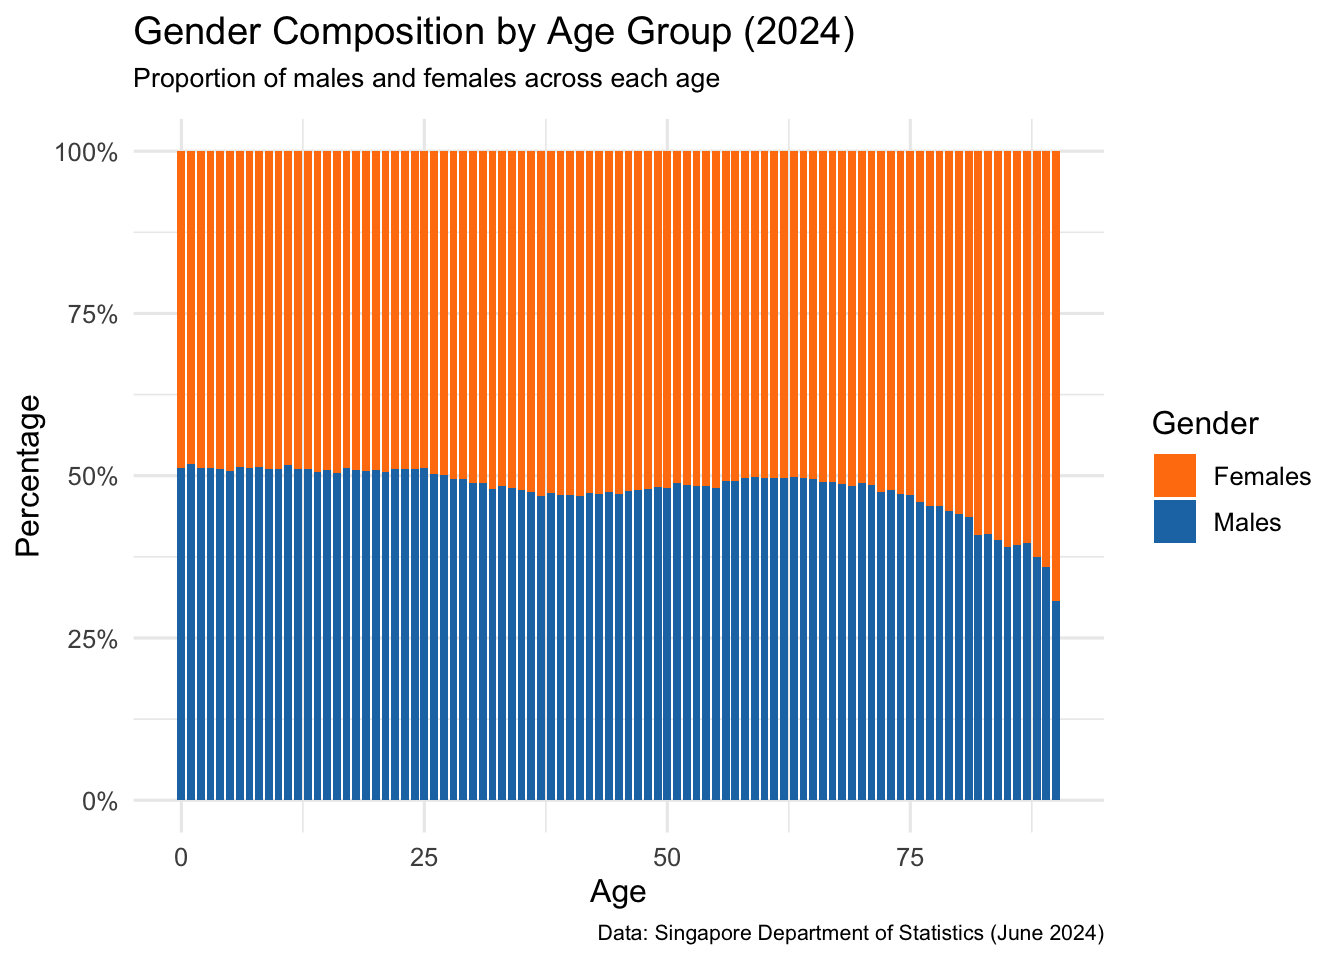 Gender Composition by Age Group (2024)
Proportion of males and females across each age
100%
75%
50%
25%
0%
Percentage
0 25 50 75
Age
Gender
Females
Males
Data: Singapore Department of Statistics (June 2024)